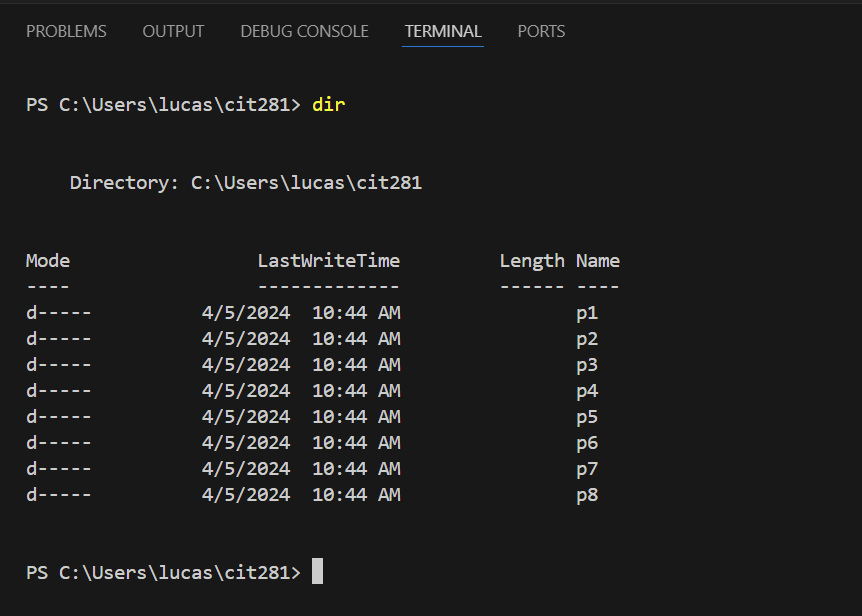 PROBLEMS OUTPUT DEBUG CONSOLE TERMINAL PORTS
PS C:\Users\lucas\cit281> dir
Directory: C:\Users\lucas\cit281
Mode                 LastWriteTime         Length Name
----                 -------------         ------ ----
d-----          4/5/2024  10:44 AM                p1
d-----          4/5/2024  10:44 AM                p2
d-----          4/5/2024  10:44 AM                p3
d-----          4/5/2024  10:44 AM                p4
d-----          4/5/2024  10:44 AM                p5
d-----          4/5/2024  10:44 AM                p6
d-----          4/5/2024  10:44 AM                p7
d-----          4/5/2024  10:44 AM                p8
PS C:\Users\lucas\cit281>